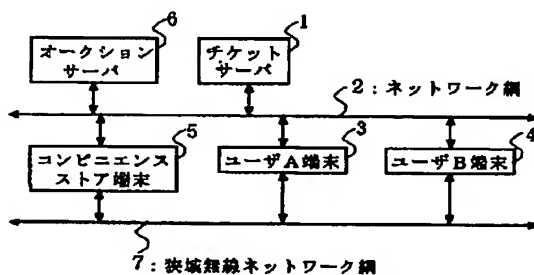 6
オークション
サーバ
1
チケット
サーバ
2:ネットワーク網
5
コンビニエンス
ストア端末
3
ユーザA端末
4
ユーザB端末
7:狭域無線ネットワーク網